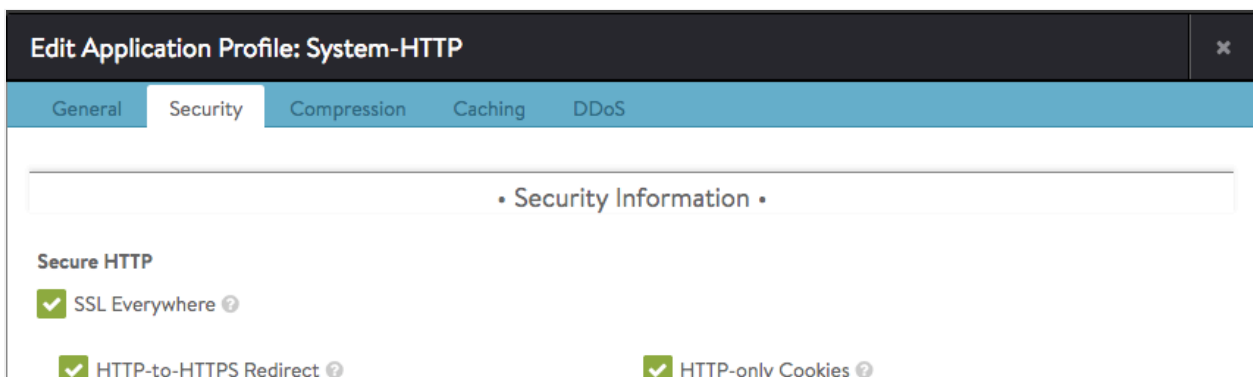 Edit Application Profile: System-HTTP
General Security Compression Caching DDoS
• Security Information •
Secure HTTP
SSL Everywhere
HTTP-to-HTTPS Redirect HTTP-only Cookies